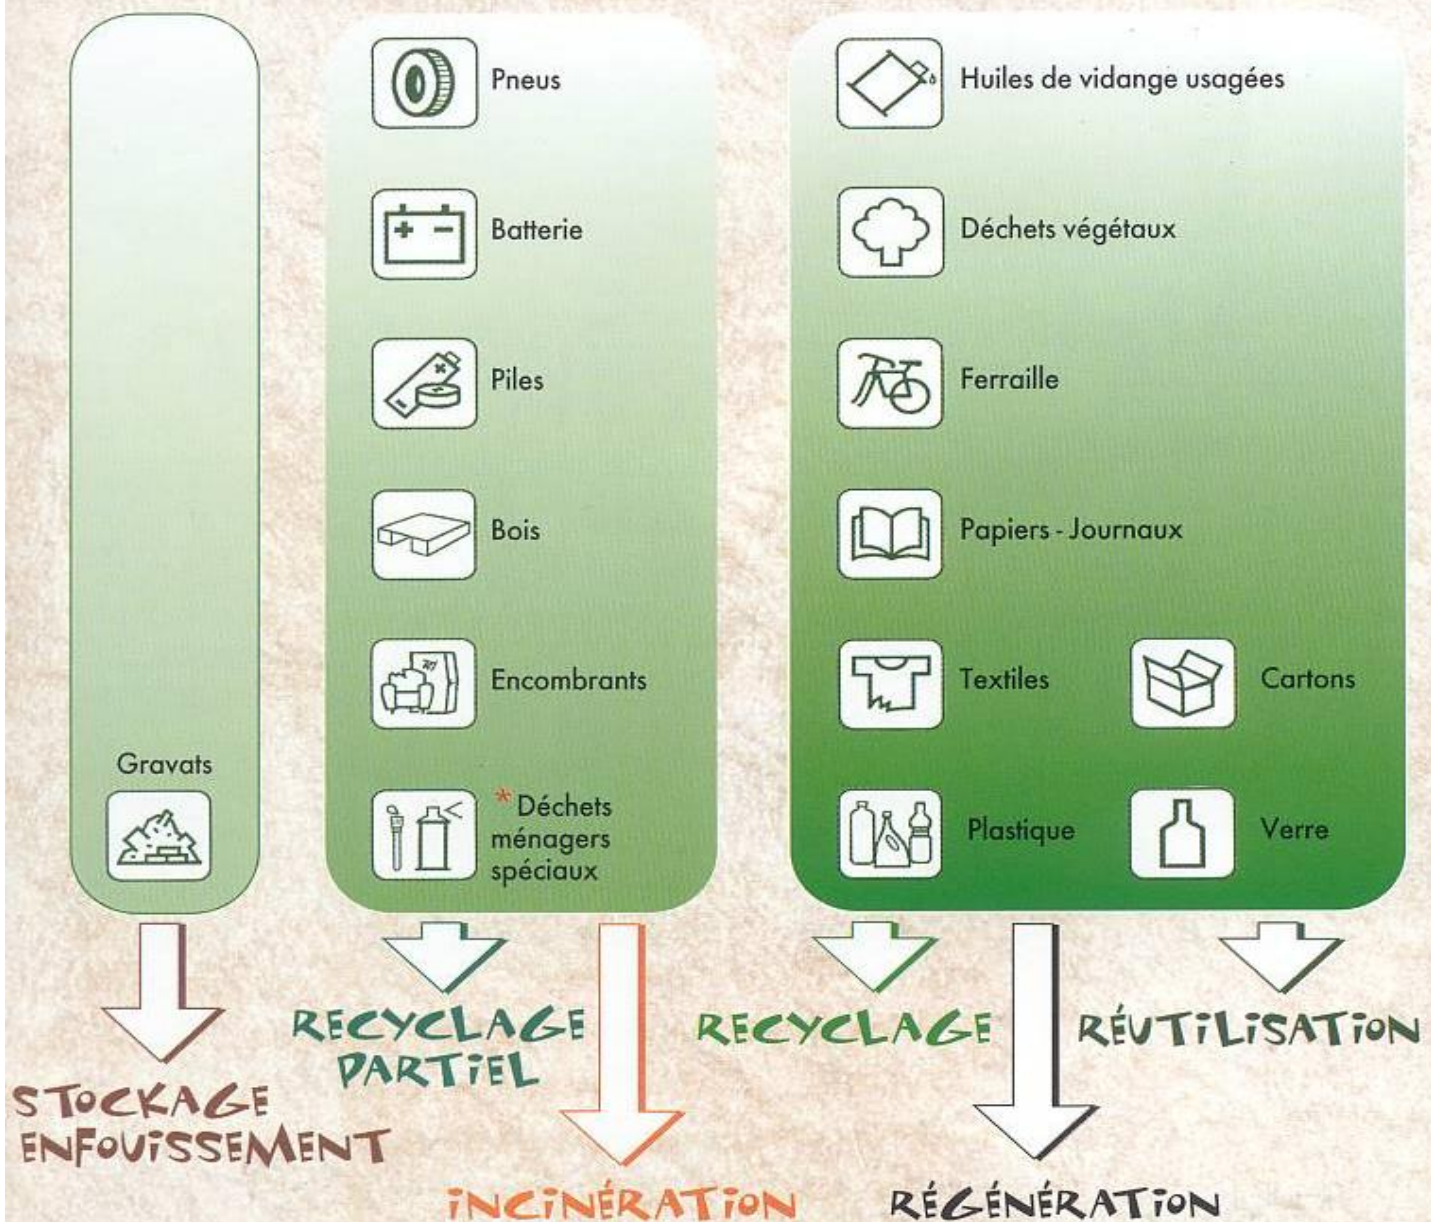 Gravats
STOCKAGE
ENFOUISSEMENT
Pneus
Batterie
Piles
Bois
Encombrants
* Déchets
ménagers
spéciaux
RECYCLAGE
PARTIEL
INCINÉRATION
Huiles de vidange usagées
Déchets végétaux
Ferraille
Papiers - Journaux
Textiles
Cartons
Plastique
Verre
RECYCLAGE
RÉGÉNÉRATION
RÉUTILISATION